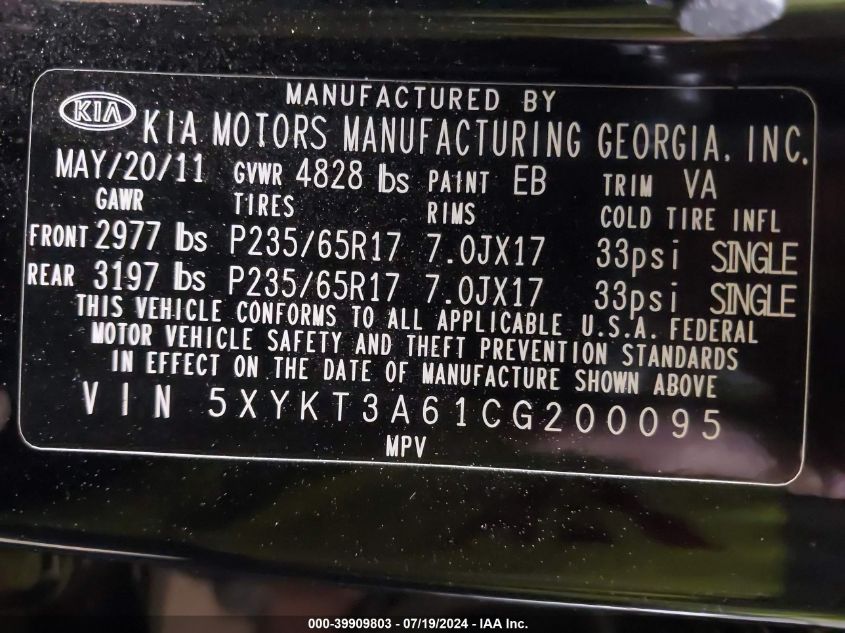 MANUFACTURED BY
KIA KIA MOTORS MANUFACTURING GEORGIA, INC.
MAY/20/11 GVWR 4828 lbs PAINT EB TRIM VA
GAWR TIRES RIMS COLD TIRE INFL
FRONT 2977 lbs P235/65R17 7.0JX17 33psi SINGLE
REAR 3197 lbs P235/65R17 7.0JX17 33psi SINGLE
THIS VEHICLE CONFORMS TO ALL APPLICABLE U.S.A. FEDERAL
MOTOR VEHICLE SAFETY AND THEFT PREVENTION STANDARDS
IN EFFECT ON THE DATE OF MANUFACTURE SHOWN ABOVE
VIN 5XYKT3A61CG200095
MPV
000-39909803 - 07/19/2024 - IAA Inc.